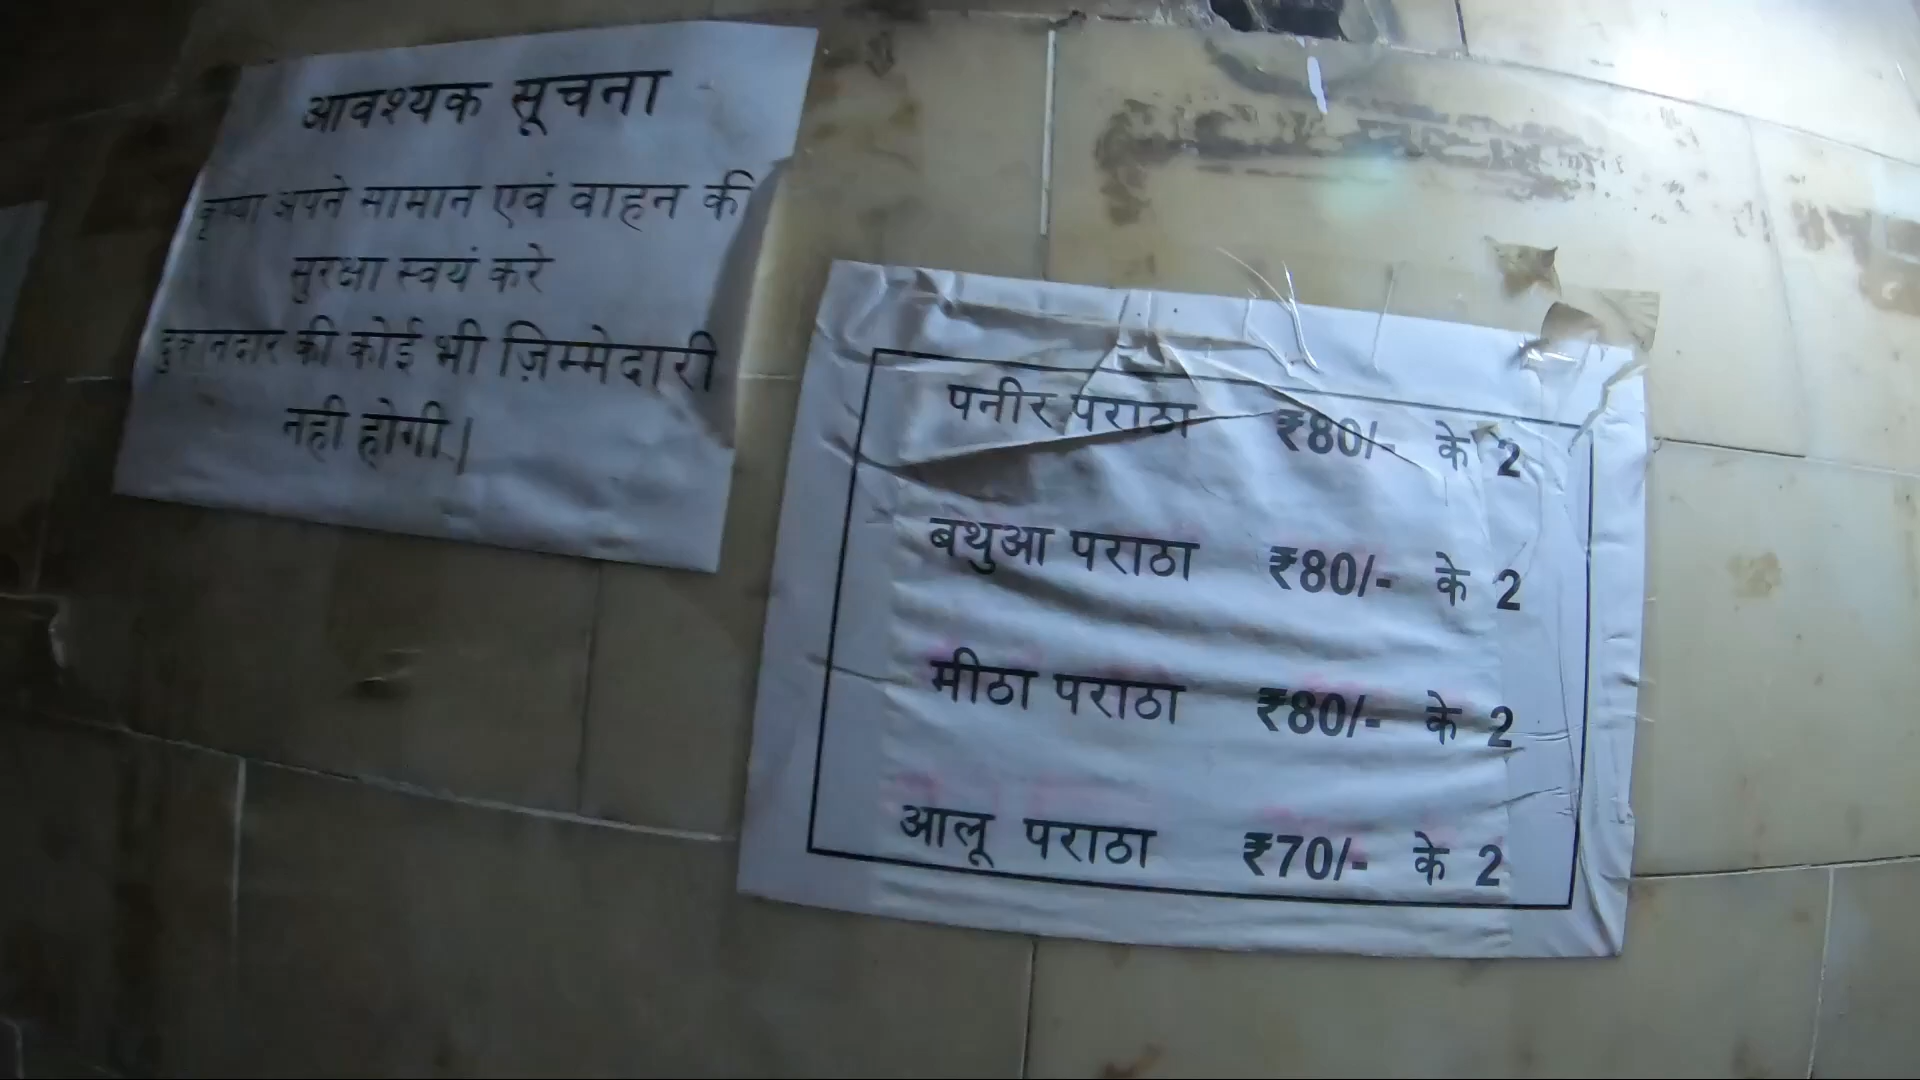 आवश्यक सूचना
कृप्या अपने सामान एवं वाहन की
सुरक्षा स्वयं करे
दुकानदार की कोई भी ज़िम्मेदारी
नही होगी।
पनीर पराठा ₹80/- के 2
बथुआ पराठा ₹80/- के 2
मीठा पराठा ₹80/- के 2
आलू पराठा ₹70/- के 2